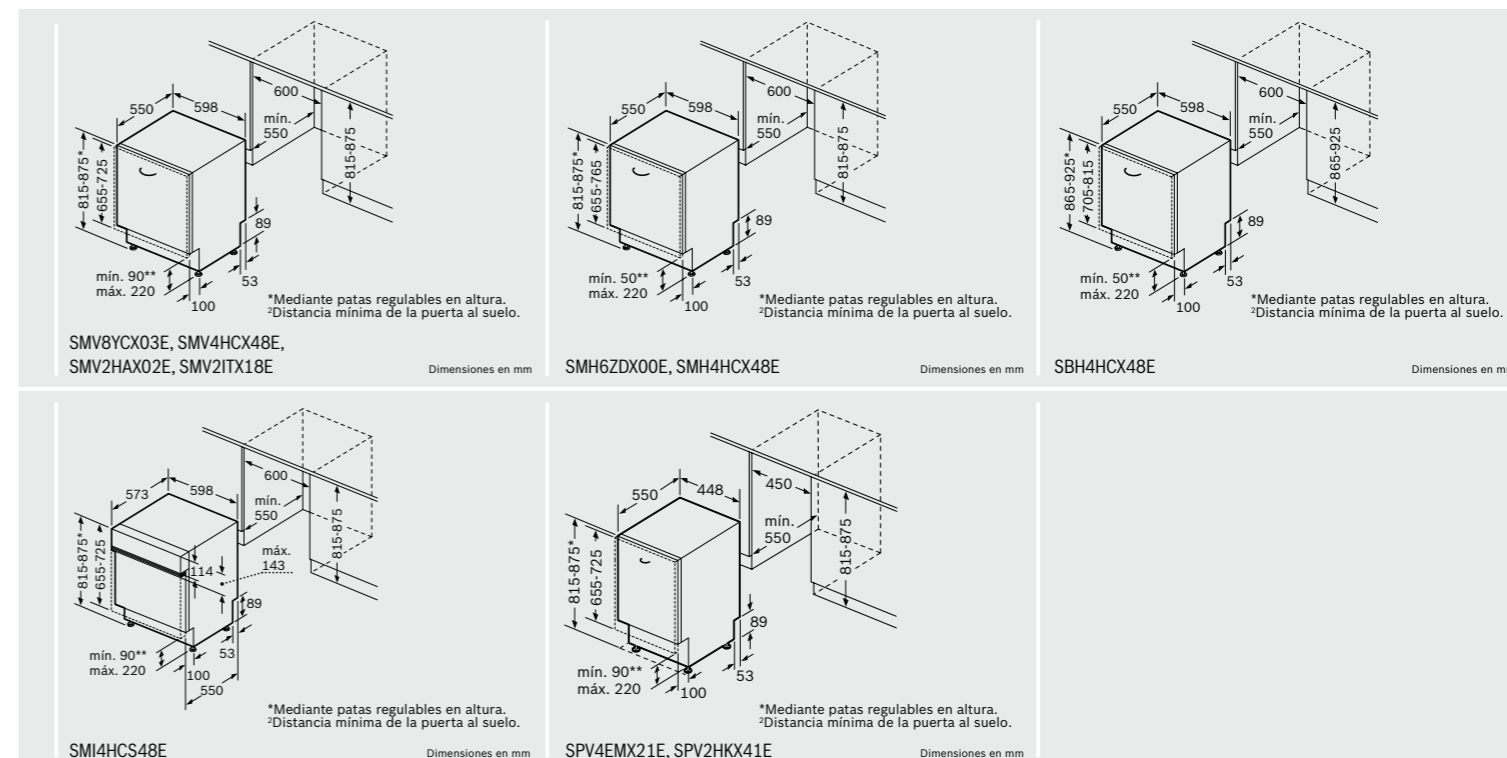 550
598
600
mín.
550
815-875
815-875*
655-725
89
53
mín. 90**
máx. 220
100
*Mediante patas regulables en altura.
²Distancia mínima de la puerta al suelo.
SMV8YCX03E, SMV4HCX48E,
SMV2HAX02E, SMV2ITX18E
Dimensiones en mm
550
598
600
mín.
550
815-875
815-875*
655-765
89
53
mín. 50**
máx. 220
100
*Mediante patas regulables en altura.
²Distancia mínima de la puerta al suelo.
SMH6ZDX00E, SMH4HCX48E
Dimensiones en mm
550
598
600
mín.
550
865-925
865-925*
705-815
89
53
mín. 50**
máx. 220
100
*Mediante patas regulables en altura.
²Distancia mínima de la puerta al suelo.
SBH4HCX48E
Dimensiones en m
573
598
600
mín.
550
815-875
815-875*
655-725
114
máx.
143
89
53
mín. 90**
máx. 220
100
550
*Mediante patas regulables en altura.
²Distancia mínima de la puerta al suelo.
SMI4HCS48E
Dimensiones en mm
550
448
450
mín.
550
815-875
815-875*
655-725
89
53
mín. 90**
máx. 220
100
*Mediante patas regulables en altura.
²Distancia mínima de la puerta al suelo.
SPV4EMX21E, SPV2HKX41E
Dimensiones en mm